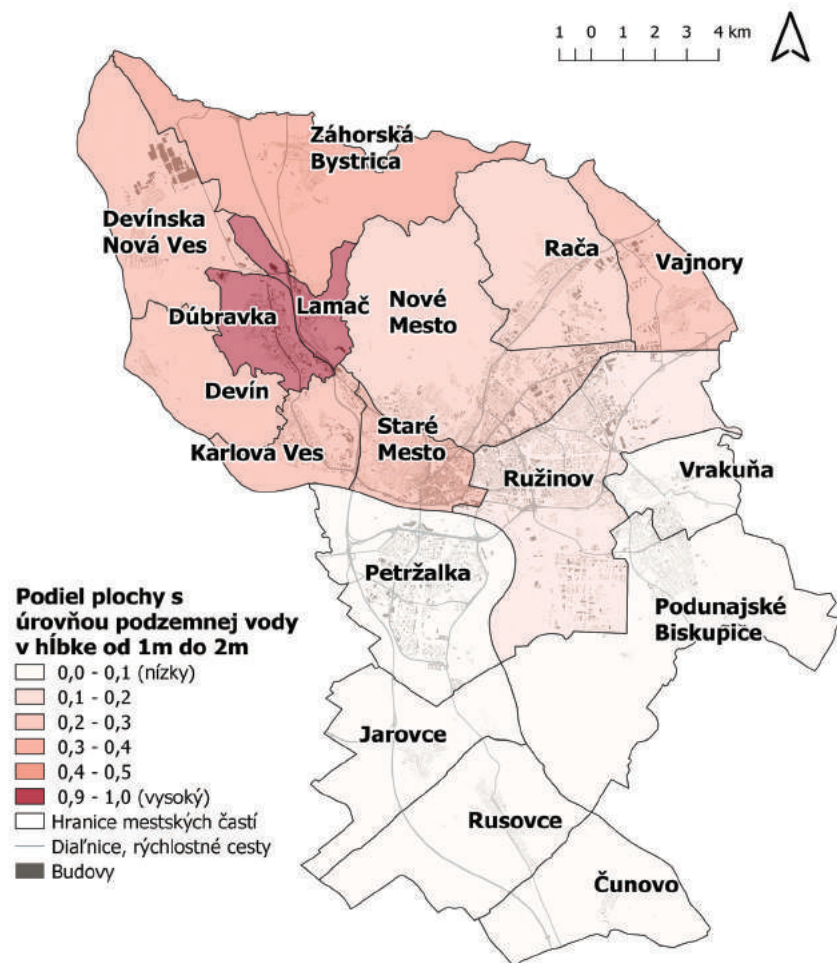 1 0 1 2 3 4 km
Záhorská
Bystrica
Devínska
Nová Ves
Rača
Vajnory
Dúbravka
Lamač
Nové
Mesto
Devín
Karlova Ves
Staré
Mesto
Ružinov
Vrakuňa
Petržalka
Podunajské
Biskupice
Jarovce
Rusovce
Čunovo
Podiel plochy s
úrovňou podzemnej vody
v hĺbke od 1m do 2m
0,0 - 0,1 (nízky)
0,1 - 0,2
0,2 - 0,3
0,3 - 0,4
0,4 - 0,5
0,9 - 1,0 (vysoký)
Hranice mestských častí
Diaľnice, rýchlostné cesty
Budovy